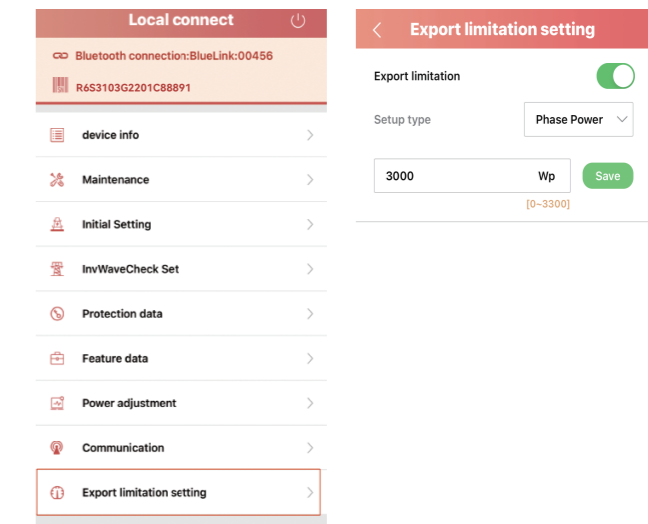 Local connect
Bluetooth connection:BlueLink:00456
R6S3103G2201C88891
device info
Maintenance
Initial Setting
InvWaveCheck Set
Protection data
Feature data
Power adjustment
Communication
Export limitation setting
Export limitation setting
Export limitation
Setup type Phase Power
3000 Wp Save
[0~3300]